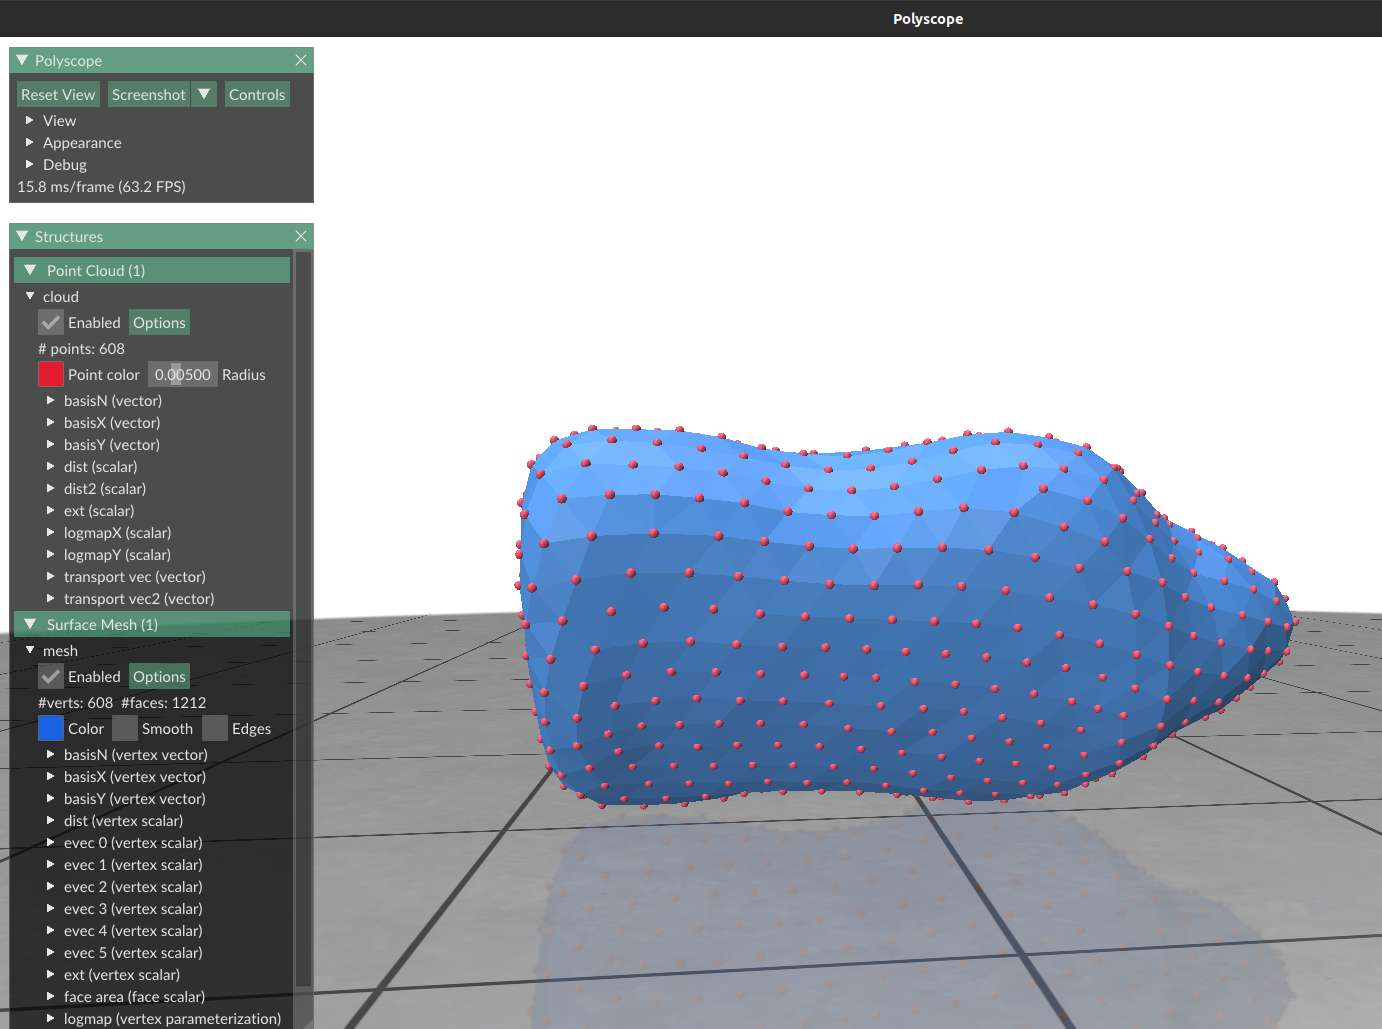 Polyscope
Polyscope
Reset View Screenshot Controls
View
Appearance
Debug
15.8 ms/frame (63.2 FPS)
Structures
Point Cloud (1)
cloud
Enabled Options
# points: 608
Point color 0.00500 Radius
basisN (vector)
basisX (vector)
basisY (vector)
dist (scalar)
dist2 (scalar)
ext (scalar)
logmapX (scalar)
logmapY (scalar)
transport vec (vector)
transport vec2 (vector)
Surface Mesh (1)
mesh
Enabled Options
#verts: 608 #faces: 1212
Color Smooth Edges
basisN (vertex vector)
basisX (vertex vector)
basisY (vertex vector)
dist (vertex scalar)
evec 0 (vertex scalar)
evec 1 (vertex scalar)
evec 2 (vertex scalar)
evec 3 (vertex scalar)
evec 4 (vertex scalar)
evec 5 (vertex scalar)
ext (vertex scalar)
face area (face scalar)
logmap (vertex parameterization)